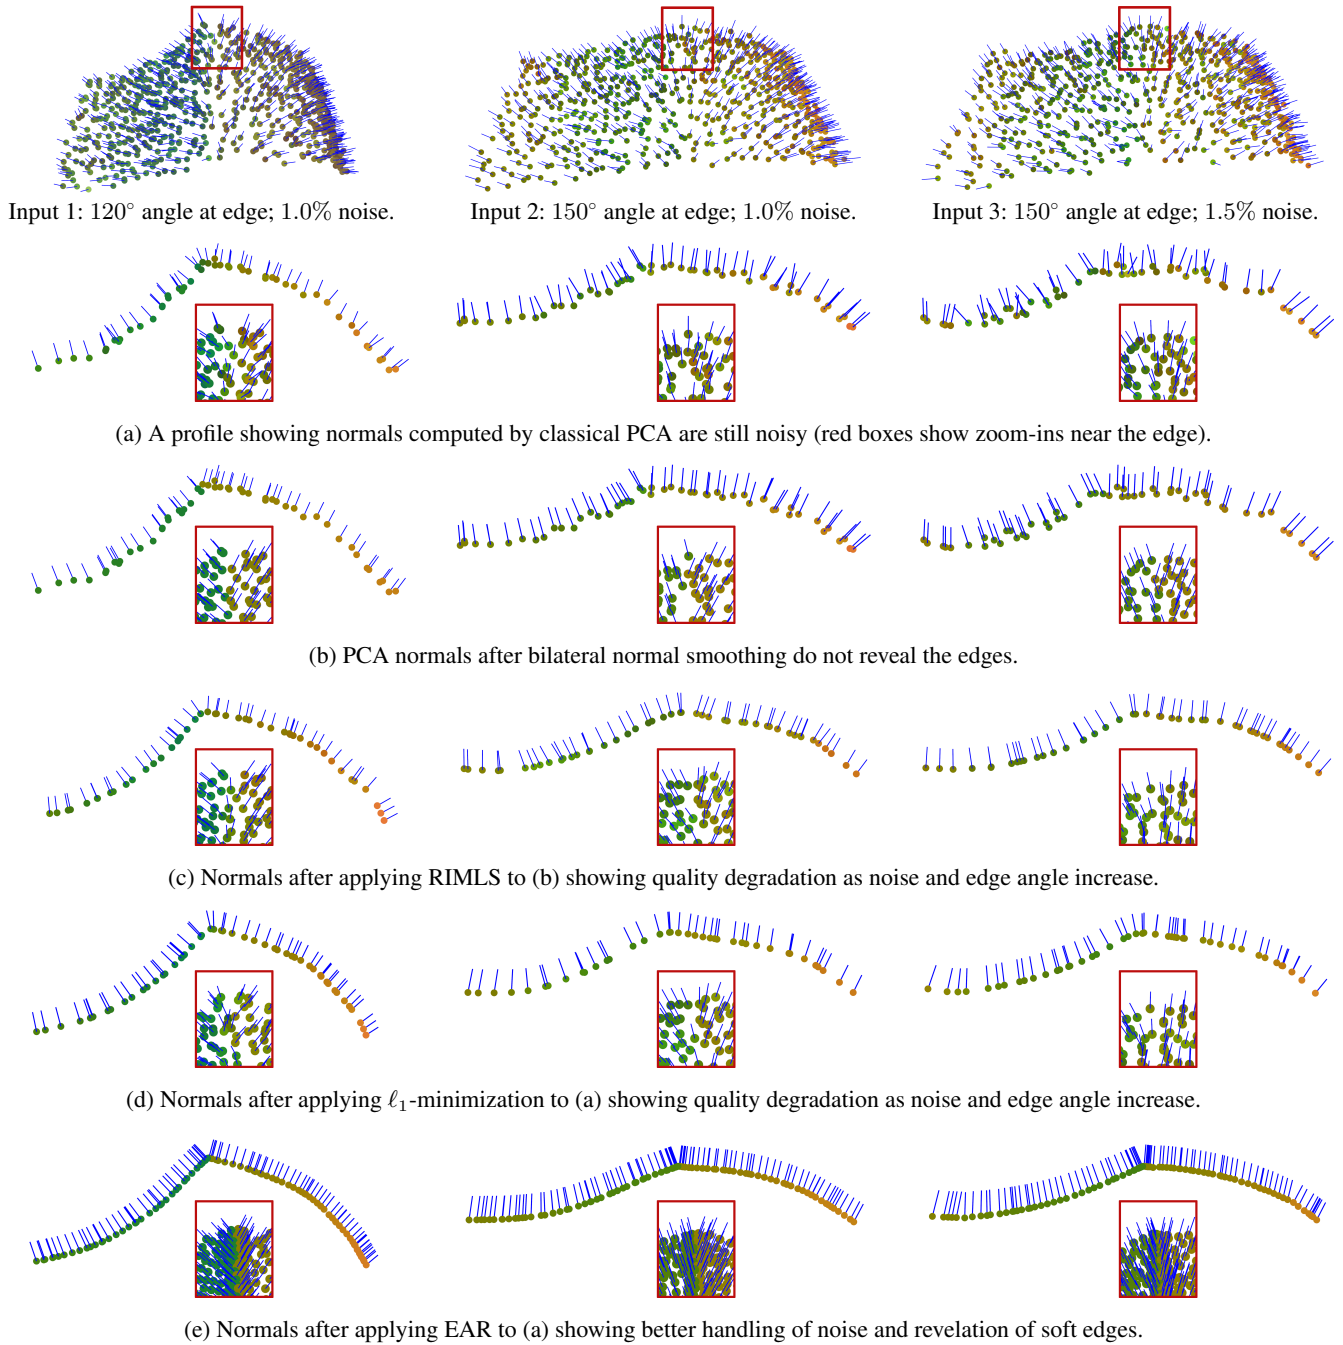 Input 1: 120° angle at edge; 1.0% noise.
Input 2: 150° angle at edge; 1.0% noise.
Input 3: 150° angle at edge; 1.5% noise.
(a) A profile showing normals computed by classical PCA are still noisy (red boxes show zoom-ins near the edge).
(b) PCA normals after bilateral normal smoothing do not reveal the edges.
(c) Normals after applying RIMLS to (b) showing quality degradation as noise and edge angle increase.
(d) Normals after applying ℓ₁-minimization to (a) showing quality degradation as noise and edge angle increase.
(e) Normals after applying EAR to (a) showing better handling of noise and revelation of soft edges.